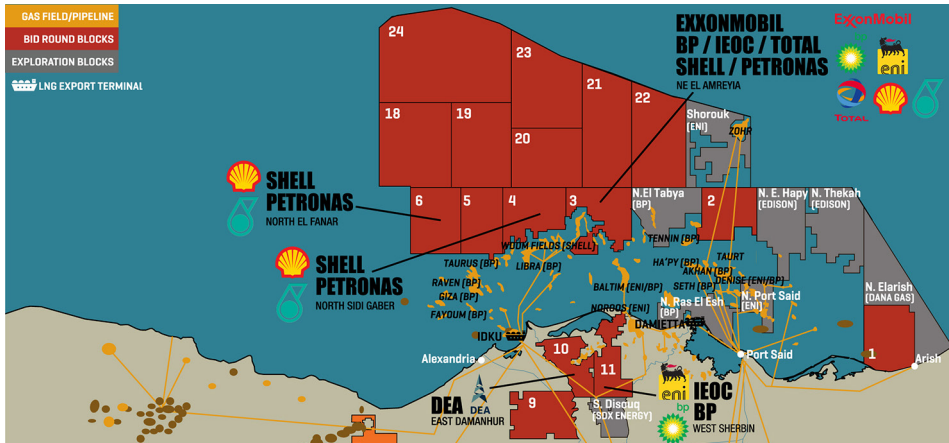 GAS FIELD/PIPELINE
BID ROUND BLOCKS
EXPLORATION BLOCKS
LNG EXPORT TERMINAL
EXXONMOBIL
BP / IEOC / TOTAL
SHELL / PETRONAS
NE EL AMREYIA
ExxonMobil
bp
eni
TOTAL
24
23
21
22
18
19
20
Shorouk
(ENI)
ZOHR
SHELL
PETRONAS
NORTH EL FANAR
6
5
4
3
N.El Tabya
(BP)
2
N. E. Hapy
(EDISON)
N. Thekah
(EDISON)
SHELL
PETRONAS
NORTH SIDI GABER
WDDM FIELDS (SHELL)
TENNIN (BP)
TAURUS (BP)
LIBRA (BP)
HA'PY (BP)
TAURT
AKHAN (BP)
RAVEN (BP)
GIZA (BP)
BALTIM (ENI/BP)
SETH (BP)
DENISE (ENI/BP)
FAYOUM (BP)
NOROOS (ENI)
N. Ras El Esh
(BP)
N. Port Said
(ENI)
N. Elarish
(DANA GAS)
IDKU
DAMIETTA
Alexandria
10
11
Port Said
1
Arish
DEA
DEA
EAST DAMANHUR
9
S. Disouq
(SDX ENERGY)
eni
bp
IEOC
BP
WEST SHERBIN